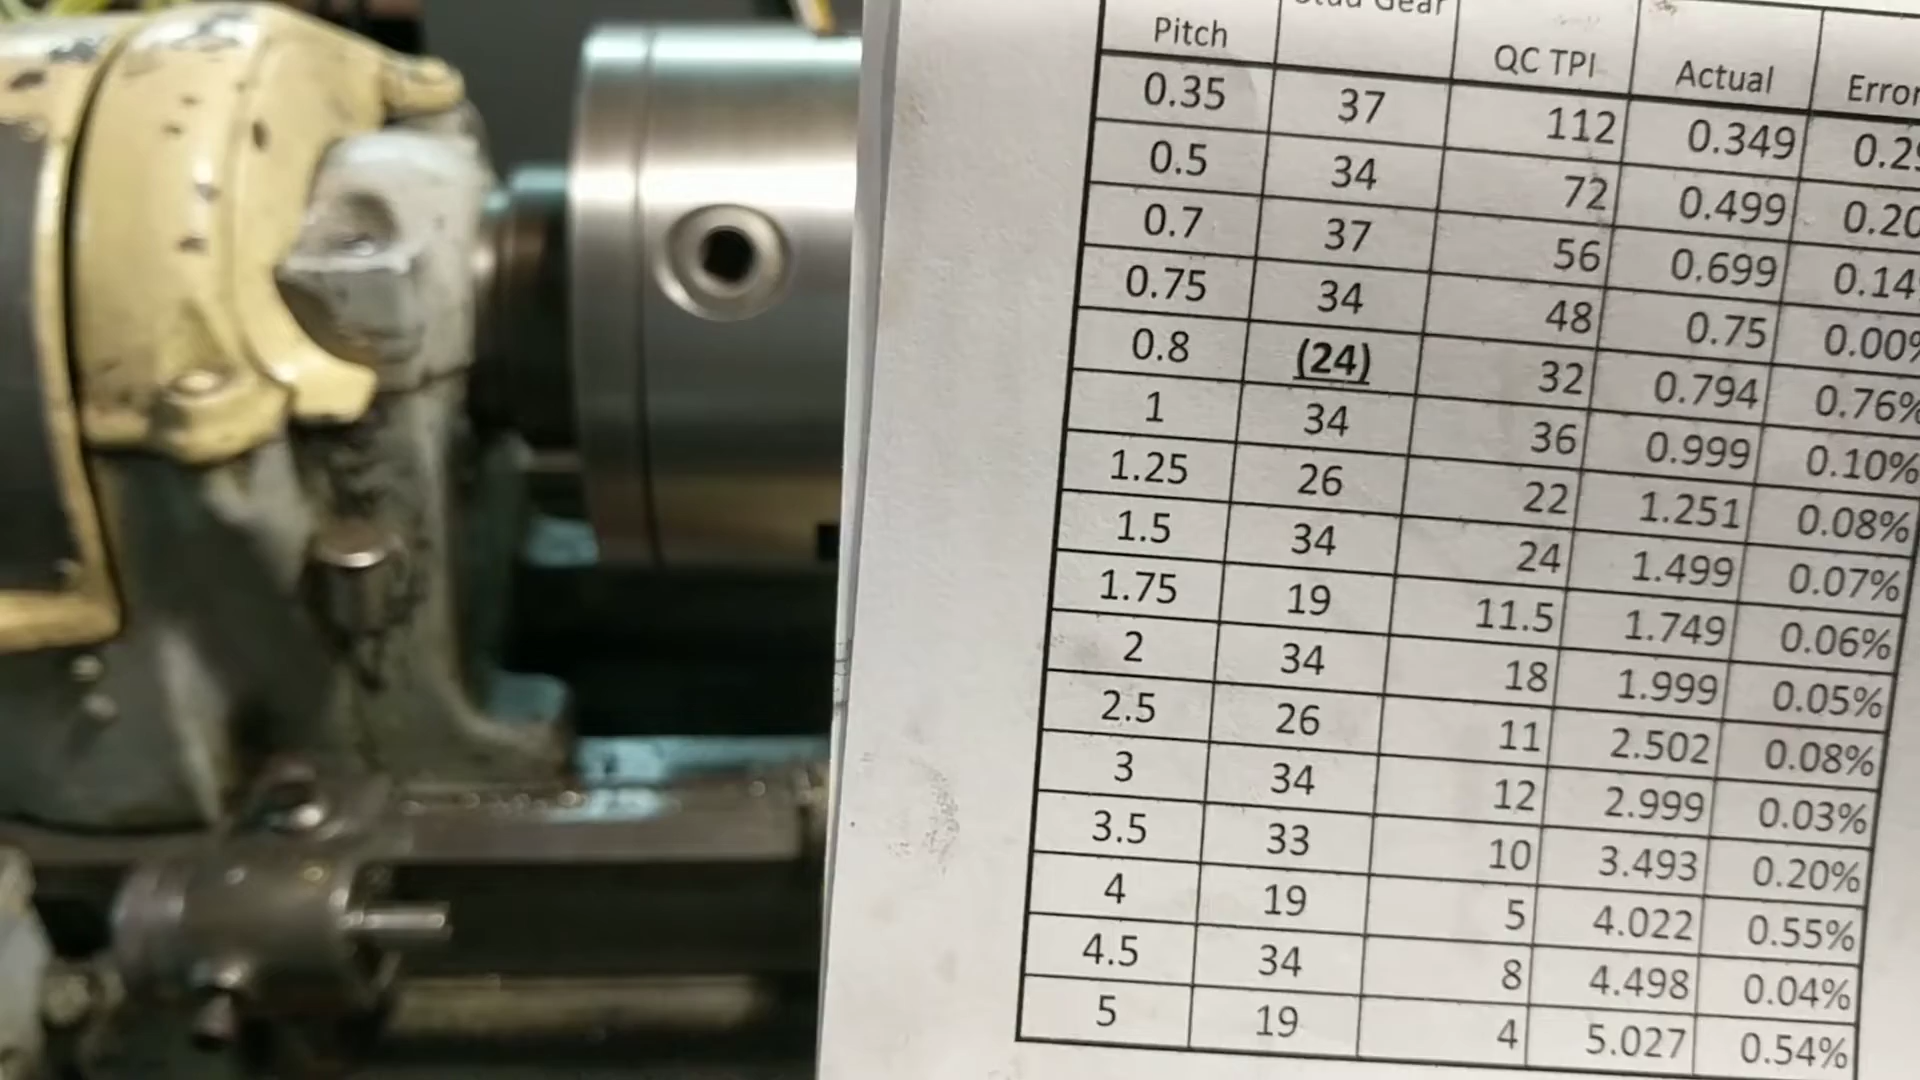 Pitch Stud Gear QC TPI Actual Error
0.35 37 112 0.349
0.5 34 72 0.499
0.7 37 56 0.699
0.75 34 48 0.75 0.00%
0.8 (24) 32 0.794 0.76%
1 34 36 0.999 0.10%
1.25 26 22 1.251 0.08%
1.5 34 24 1.499 0.07%
1.75 19 11.5 1.749 0.06%
2 34 18 1.999 0.05%
2.5 26 11 2.502 0.08%
3 34 12 2.999 0.03%
3.5 33 10 3.493 0.20%
4 19 5 4.022 0.55%
4.5 34 8 4.498 0.04%
5 19 4 5.027 0.54%